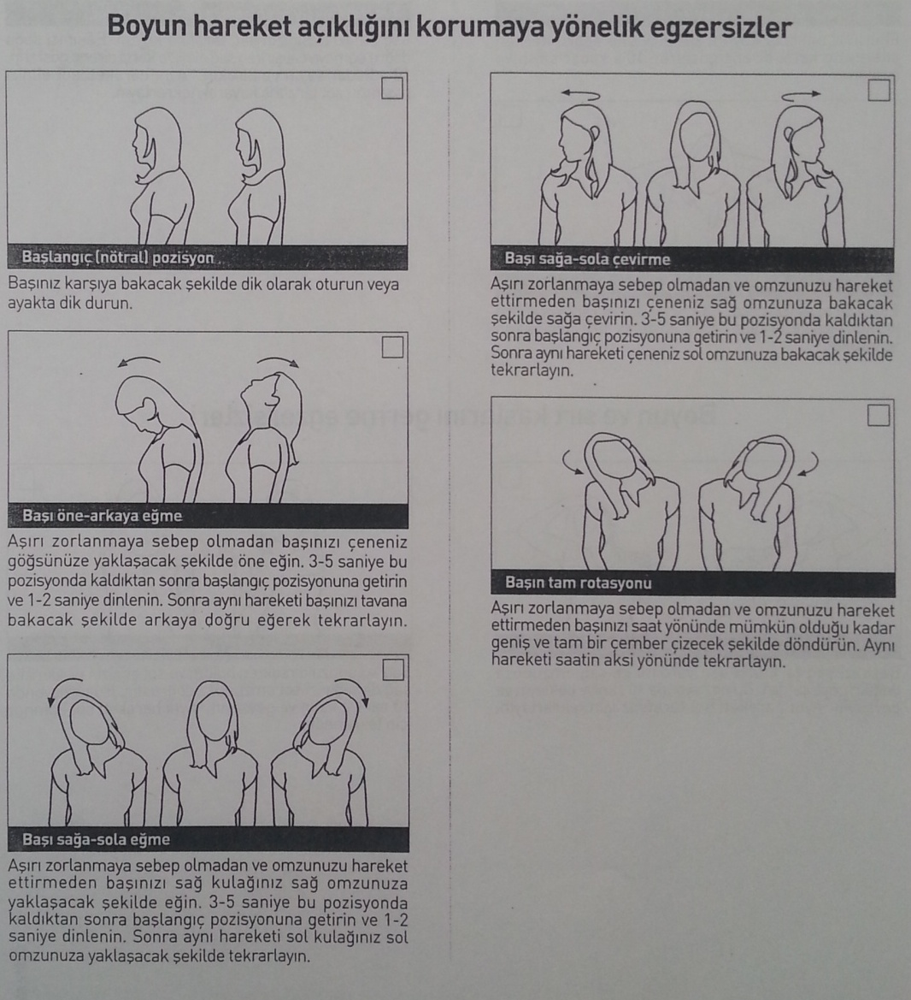 Boyun hareket açıklığını korumaya yönelik egzersizler
Başlangıç (nötral) pozisyon
Başınız karşıya bakacak şekilde dik olarak oturun veya
ayakta dik durun.
Başı öne-arkaya eğme
Aşırı zorlanmaya sebep olmadan başınızı çeneniz
göğsünüze yaklaşacak şekilde öne eğin. 3-5 saniye bu
pozisyonda kaldıktan sonra başlangıç pozisyonuna getirin
ve 1-2 saniye dinlenin. Sonra aynı hareketi başınızı tavana
bakacak şekilde arkaya doğru eğerek tekrarlayın.
Başı sağa-sola eğme
Aşırı zorlanmaya sebep olmadan ve omzunuzu hareket
ettirmeden başınızı sağ kulağınız sağ omzunuza
yaklaşacak şekilde eğin. 3-5 saniye bu pozisyonda
kaldıktan sonra başlangıç pozisyonuna getirin ve 1-2
saniye dinlenin. Sonra aynı hareketi sol kulağınız sol
omzunuza yaklaşacak şekilde tekrarlayın.
Başı sağa-sola çevirme
Aşırı zorlanmaya sebep olmadan ve omzunuzu hareket
ettirmeden başınızı çeneniz sağ omzunuza bakacak
şekilde sağa çevirin. 3-5 saniye bu pozisyonda kaldıktan
sonra başlangıç pozisyonuna getirin ve 1-2 saniye dinlenin.
Sonra aynı hareketi çeneniz sol omzunuza bakacak şekilde
tekrarlayın.
Başın tam rotasyonu
Aşırı zorlanmaya sebep olmadan ve omzunuzu hareket
ettirmeden başınızı saat yönünde mümkün olduğu kadar
geniş ve tam bir çember çizecek şekilde döndürün. Aynı
hareketi saatin aksi yönünde tekrarlayın.